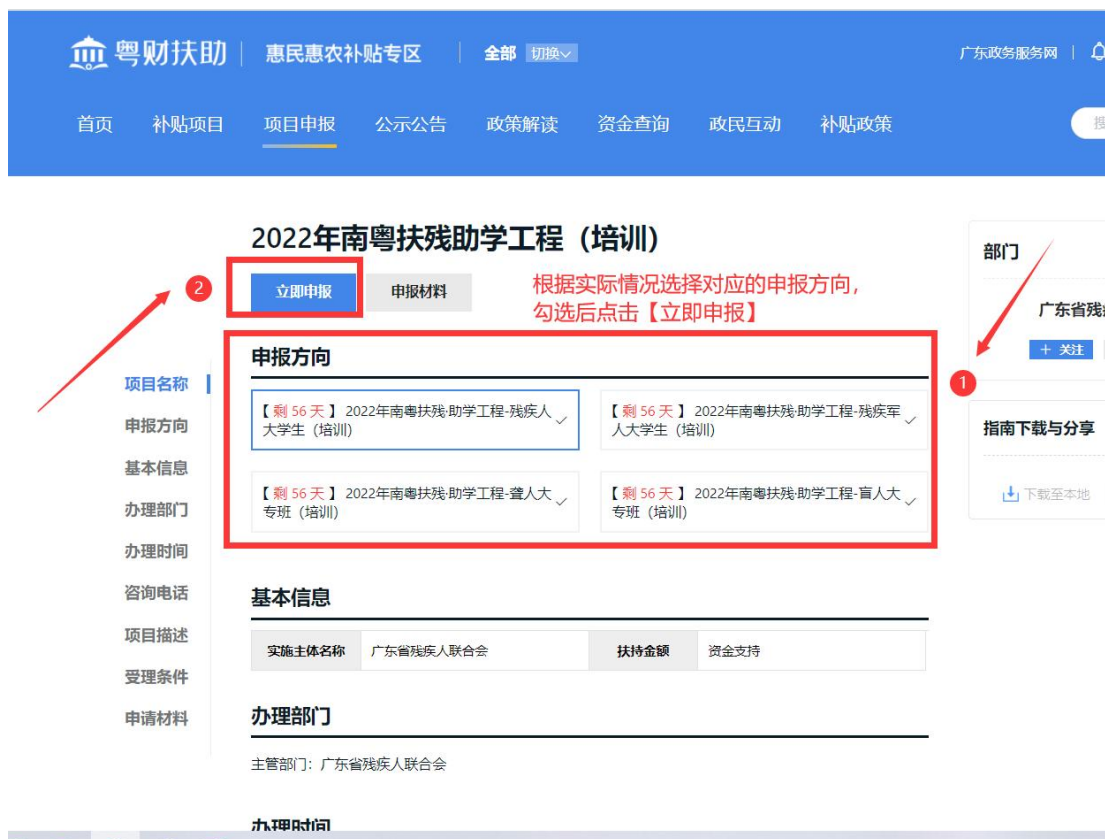 粤财扶助 惠民惠农补贴专区 全部 切换 广东政务服务网
首页 补贴项目 项目申报 公示公告 政策解读 资金查询 政民互动 补贴政策 搜
2022年南粤扶残助学工程（培训）
部门
2 立即申报 申报材料
根据实际情况选择对应的申报方向，
勾选后点击【立即申报】
广东省残
＋ 关注
1
申报方向
【 剩 56 天 】 2022年南粤扶残·助学工程-残疾人
大学生（培训）
【 剩 56 天 】 2022年南粤扶残·助学工程-残疾军
人大学生（培训）
【 剩 56 天 】 2022年南粤扶残·助学工程-聋人大
专班（培训）
【 剩 56 天 】 2022年南粤扶残·助学工程-盲人大
专班（培训）
指南下载与分享
下载至本地
项目名称
申报方向
基本信息
办理部门
办理时间
咨询电话
项目描述
受理条件
申请材料
基本信息
实施主体名称 广东省残疾人联合会 扶持金额 资金支持
办理部门
主管部门：广东省残疾人联合会
办理时间